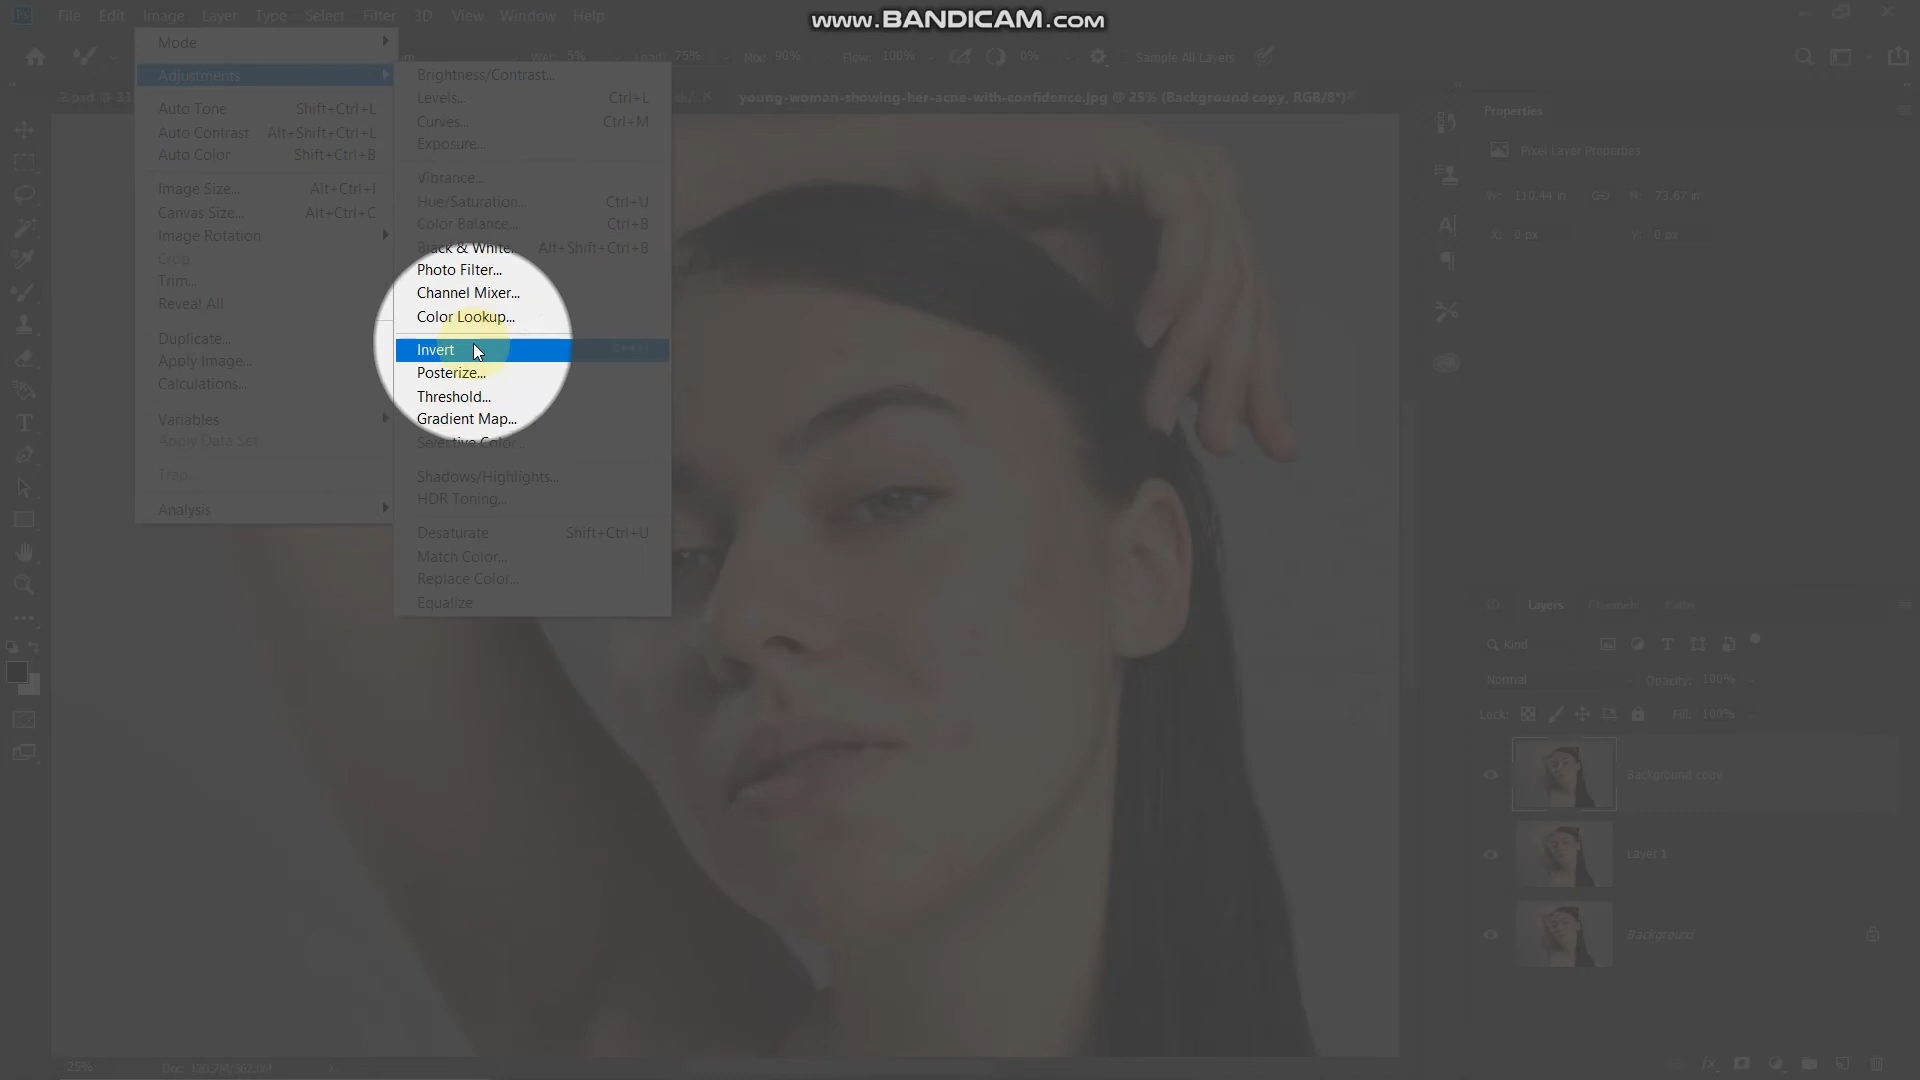 www.BANDICAM.com
Ps File Edit Image Layer Type Select Filter 3D View Window Help
Wet: 5% Load: 75% Mix: 90% Flow: 100% 0% Sample All Layers
young-woman-showing-her-acne-with-confidence.jpg @ 25% (Background copy, RGB/8*)
Mode
Adjustments
Auto Tone Shift+Ctrl+L
Auto Contrast Alt+Shift+Ctrl+L
Auto Color Shift+Ctrl+B
Image Size... Alt+Ctrl+I
Canvas Size... Alt+Ctrl+C
Image Rotation
Crop
Trim...
Reveal All
Duplicate...
Apply Image...
Calculations...
Variables
Apply Data Set
Trap...
Analysis
Brightness/Contrast...
Levels... Ctrl+L
Curves... Ctrl+M
Exposure...
Vibrance...
Hue/Saturation... Ctrl+U
Color Balance... Ctrl+B
Black & White... Alt+Shift+Ctrl+B
Photo Filter...
Channel Mixer...
Color Lookup...
Invert Ctrl+I
Posterize...
Threshold...
Gradient Map...
Selective Color...
Shadows/Highlights...
HDR Toning...
Desaturate Shift+Ctrl+U
Match Color...
Replace Color...
Equalize
Properties
Pixel Layer Properties
W: 110.44 in H: 73.67 in
X: 0 px Y: 0 px
3D Layers Channels Paths
Kind
Normal Opacity: 100%
Lock: Fill: 100%
Background copy
Layer 1
Background
25% Doc: 120.7M/362.0M